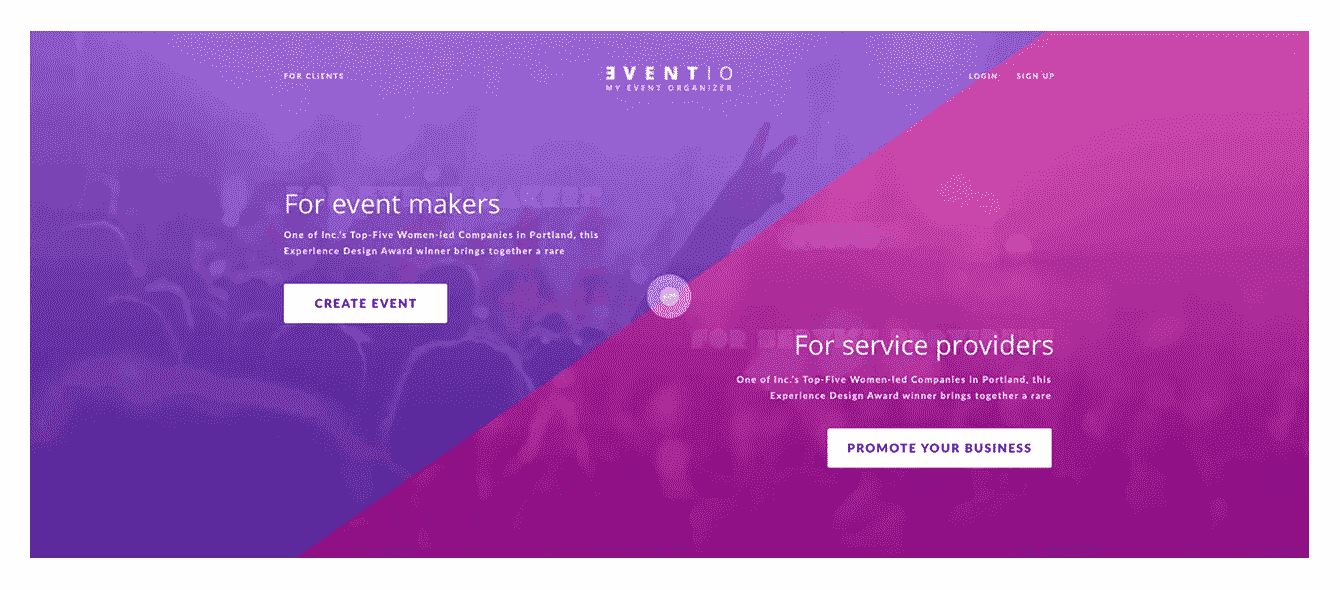 FOR CLIENTS
EVENTIO
MY EVENT ORGANIZER
LOGIN
SIGN UP
For event makers
One of Inc.'s Top-Five Women-led Companies in Portland, this
Experience Design Award winner brings together a rare
CREATE EVENT
For service providers
One of Inc.'s Top-Five Women-led Companies in Portland, this
Experience Design Award winner brings together a rare
PROMOTE YOUR BUSINESS